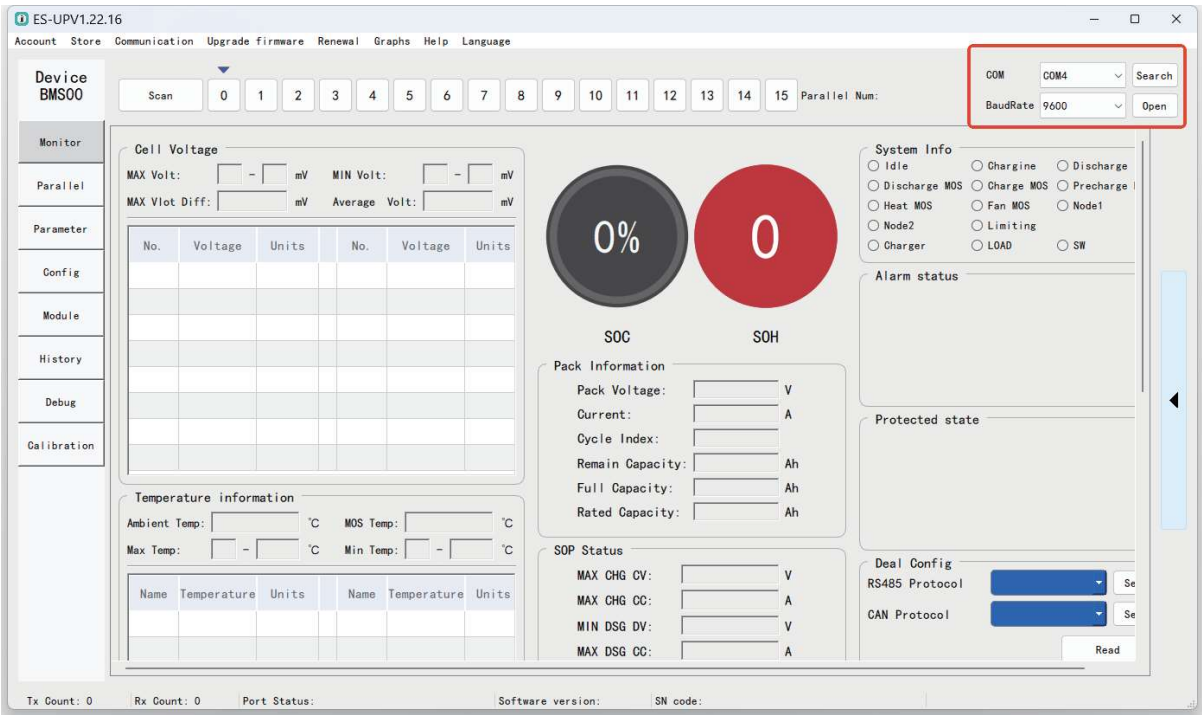 ES-UPV1.22.16
Account Store Communication Upgrade firmware Renewal Graphs Help Language
Device
BMS00
Scan 0 1 2 3 4 5 6 7 8 9 10 11 12 13 14 15 Parallel Num:
COM COM4 Search
BaudRate 9600 Open
Monitor
Parallel
Parameter
Config
Module
History
Debug
Calibration
Cell Voltage
MAX Volt: - mV MIN Volt: - mV
MAX Vlot Diff: mV Average Volt: mV
No. Voltage Units No. Voltage Units
Temperature information
Ambient Temp: ℃ MOS Temp: ℃
Max Temp: - ℃ Min Temp: - ℃
Name Temperature Units Name Temperature Units
0% 0
SOC SOH
Pack Information
Pack Voltage: V
Current: A
Cycle Index:
Remain Capacity: Ah
Full Capacity: Ah
Rated Capacity: Ah
SOP Status
MAX CHG CV: V
MAX CHG CC: A
MIN DSG DV: V
MAX DSG CC: A
System Info
Idle Chargine Discharge
Discharge MOS Charge MOS Precharge
Heat MOS Fan MOS Node1
Node2 Limiting
Charger LOAD SW
Alarm status
Protected state
Deal Config
RS485 Protocol Se
CAN Protocol Se
Read
Tx Count: 0 Rx Count: 0 Port Status: Software version: SN code: